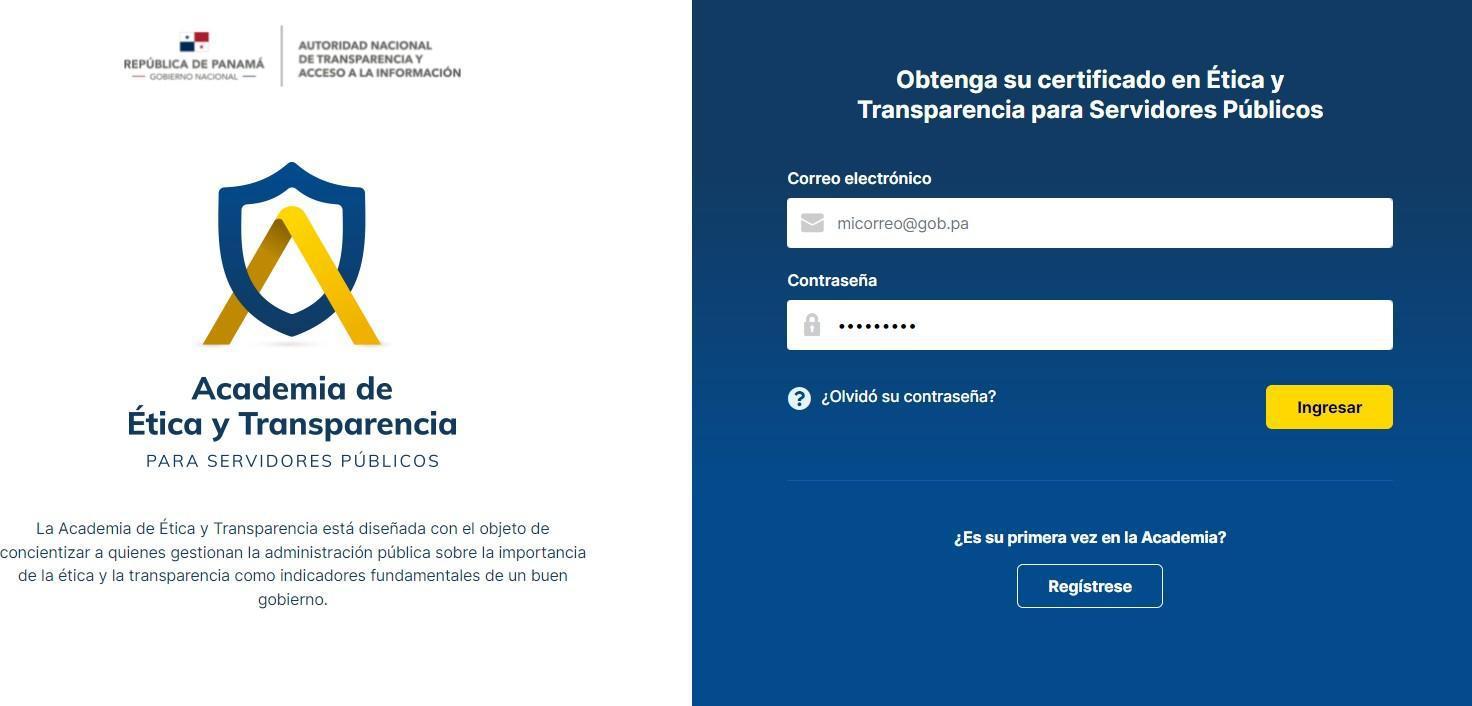 REPÚBLICA DE PANAMÁ
GOBIERNO NACIONAL
AUTORIDAD NACIONAL
DE TRANSPARENCIA Y
ACCESO A LA INFORMACIÓN
Academia de
Ética y Transparencia
PARA SERVIDORES PÚBLICOS
La Academia de Ética y Transparencia está diseñada con el objeto de
concientizar a quienes gestionan la administración pública sobre la importancia
de la ética y la transparencia como indicadores fundamentales de un buen
gobierno.
Obtenga su certificado en Ética y
Transparencia para Servidores Públicos
Correo electrónico
micorreo@gob.pa
Contraseña
•••••••••
¿Olvidó su contraseña?
Ingresar
¿Es su primera vez en la Academia?
Regístrese